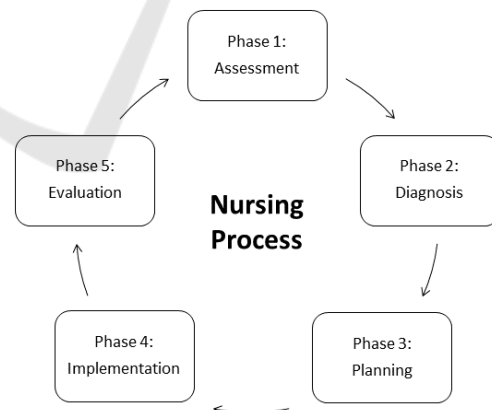 Phase 1:
Assessment
Phase 2:
Diagnosis
Phase 3:
Planning
Phase 4:
Implementation
Phase 5:
Evaluation
Nursing
Process